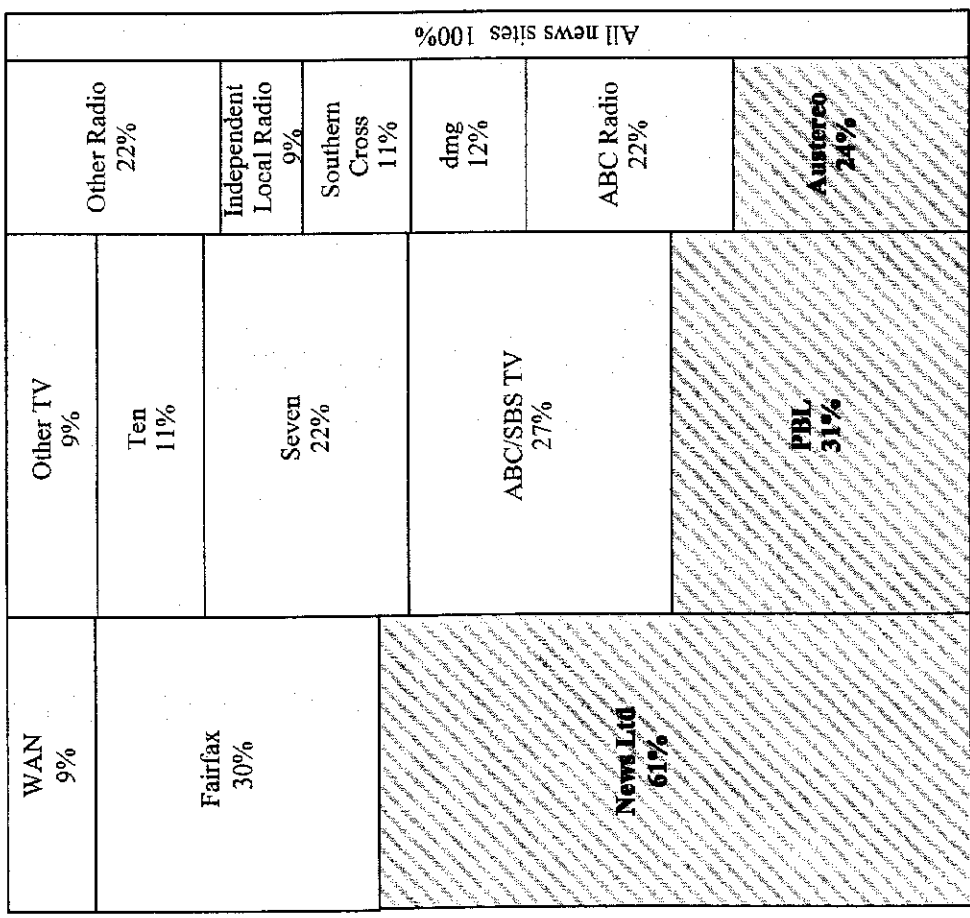 WAN
9%
Fairfax
30%
News Ltd
61%
Other TV
9%
Ten
11%
Seven
22%
ABC/SBS TV
27%
PBL
31%
Other Radio
22%
Independent
Local Radio
9%
Southern
Cross
11%
dmg
12%
ABC Radio
22%
Austereo
24%
All news sites 100%